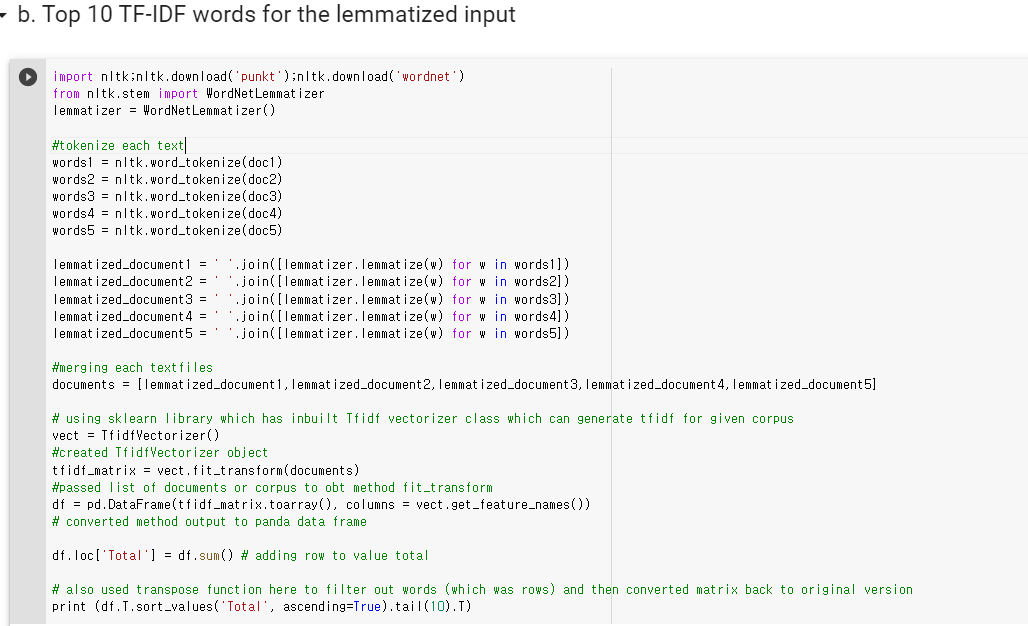 b. Top 10 TF-IDF words for the lemmatized input
import nltk;nltk.download('punkt');nltk.download('wordnet')
from nltk.stem import WordNetLemmatizer
lemmatizer = WordNetLemmatizer()
#tokenize each text
words1 = nltk.word_tokenize(doc1)
words2 = nltk.word_tokenize(doc2)
words3 = nltk.word_tokenize(doc3)
words4 = nltk.word_tokenize(doc4)
words5 = nltk.word_tokenize(doc5)
lemmatized_document1 = ' '.join([lemmatizer.lemmatize(w) for w in words1])
lemmatized_document2 = ' '.join([lemmatizer.lemmatize(w) for w in words2])
lemmatized_document3 = ' '.join([lemmatizer.lemmatize(w) for w in words3])
lemmatized_document4 = ' '.join([lemmatizer.lemmatize(w) for w in words4])
lemmatized_document5 = ' '.join([lemmatizer.lemmatize(w) for w in words5])
#merging each textfiles
documents = [lemmatized_document1,lemmatized_document2,lemmatized_document3,lemmatized_document4,lemmatized_document5]
# using sklearn library which has inbuilt Tfidf vectorizer class which can generate tfidf for given corpus
vect = TfidfVectorizer()
#created TfidfVectorizer object
tfidf_matrix = vect.fit_transform(documents)
#passed list of documents or corpus to obt method fit_transform
df = pd.DataFrame(tfidf_matrix.toarray(), columns = vect.get_feature_names())
# converted method output to panda data frame
df.loc['Total'] = df.sum() # adding row to value total
# also used transpose function here to filter out words (which was rows) and then converted matrix back to original version
print (df.T.sort_values('Total', ascending=True).tail(10).T)